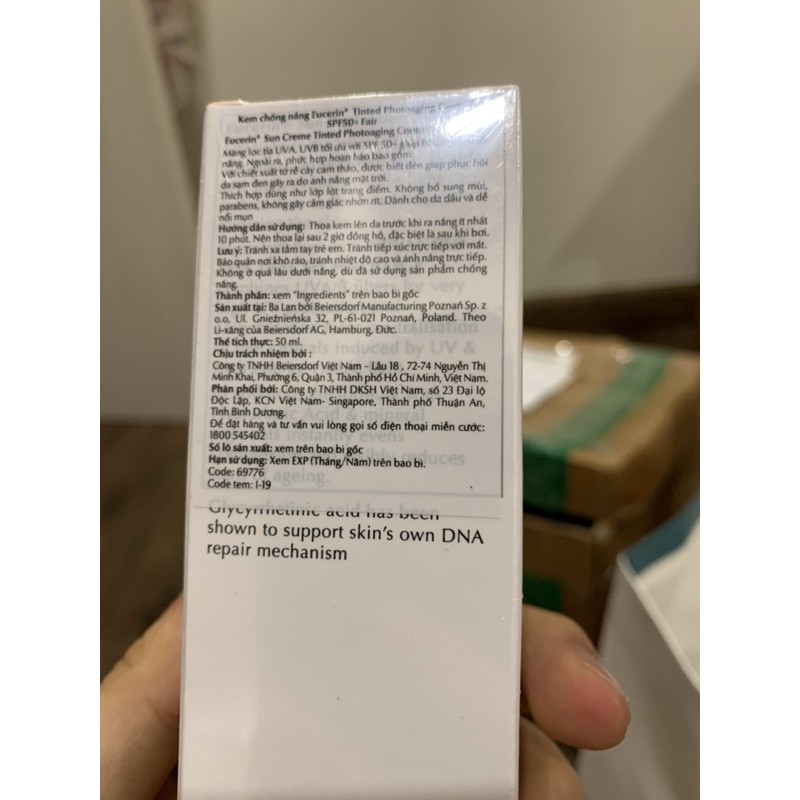 Kem chống nắng Eucerin® Tinted Photoaging
SPF50+ Fair
Eucerin® Sun Creme Tinted Photoaging
Màng lọc tia UVA, UVB tối ưu với SPF 50+ giúp
nắng. Ngoài ra, phức hợp hoàn hảo bao gồm:
Với chiết xuất từ rễ cây cam thảo, được biết đến giúp phục hồi
da sạm đen gây ra do ánh nắng mặt trời.
Thích hợp dùng như lớp lót trang điểm. Không bổ sung mùi,
parabens, không gây cảm giác nhờn rít. Dành cho da dầu và dễ
nổi mụn
Hướng dẫn sử dụng: Thoa kem lên da trước khi ra nắng ít nhất
10 phút. Nên thoa lại sau 2 giờ đồng hồ, đặc biệt là sau khi bơi.
Lưu ý: Tránh xa tầm tay trẻ em. Tránh tiếp xúc trực tiếp với mắt.
Bảo quản nơi khô ráo, tránh nhiệt độ cao và ánh nắng trực tiếp.
Không ở quá lâu dưới nắng, dù đã sử dụng sản phẩm chống
nắng.
Thành phần: xem "Ingredients" trên bao bì gốc
Sản xuất tại: Ba Lan bởi Beiersdorf Manufacturing Poznań Sp. z
o.o, Ul. Gnieźnieńska 32, PL-61-021 Poznań, Poland. Theo
Li-xăng của Beiersdorf AG, Hamburg, Đức.
Thể tích thực: 50 ml.
Chịu trách nhiệm bởi :
Công ty TNHH Beiersdorf Việt Nam - Lầu 18 , 72-74 Nguyễn Thị
Minh Khai, Phường 6, Quận 3, Thành phố Hồ Chí Minh, Việt Nam.
Phân phối bởi: Công ty TNHH DKSH Việt Nam, số 23 Đại lộ
Độc Lập, KCN Việt Nam- Singapore, Thành phố Thuận An,
Tỉnh Bình Dương.
Để đặt hàng và tư vấn vui lòng gọi số điện thoại miễn cước:
1800 545402
Số lô sản xuất: xem trên bao bì gốc
Hạn sử dụng: Xem EXP (Tháng/Năm) trên bao bì.
Code: 69776
Code tem: I-19
Glycyrrhetinic acid has been
shown to support skin's own DNA
repair mechanism